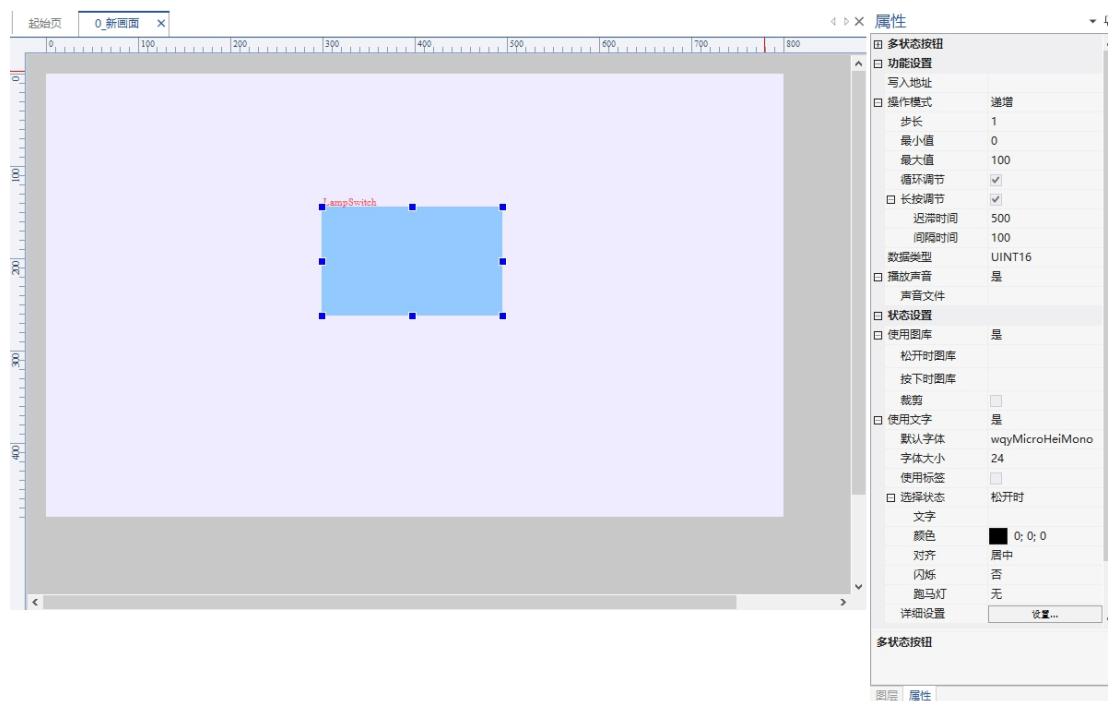 起始页 0_新画面
属性
0 100 200 300 400 500 600 700 800
0
100
200
300
400
LampSwitch
多状态按钮
功能设置
写入地址
操作模式 递增
步长 1
最小值 0
最大值 100
循环调节
长按调节
迟滞时间 500
间隔时间 100
数据类型 UINT16
播放声音 是
声音文件
状态设置
使用图库 是
松开时图库
按下时图库
裁剪
使用文字 是
默认字体 wqyMicroHeiMono
字体大小 24
使用标签
选择状态 松开时
文字
颜色 0; 0; 0
对齐 居中
闪烁 否
跑马灯 无
详细设置 设置...
多状态按钮
图层 属性